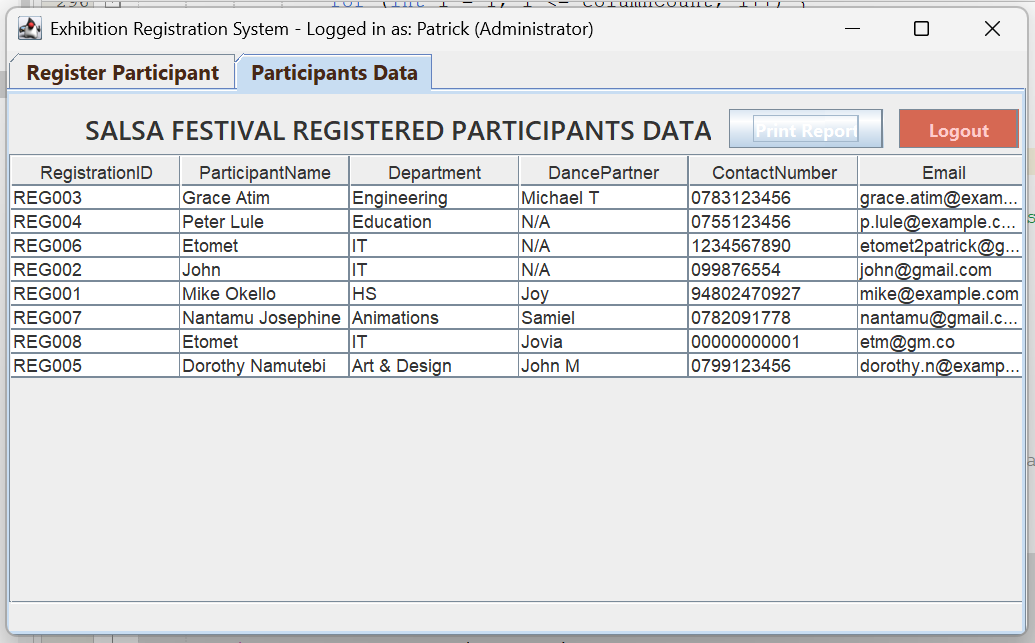 Exhibition Registration System - Logged in as: Patrick (Administrator)
Register Participant Participants Data
SALSA FESTIVAL REGISTERED PARTICIPANTS DATA Print Report Logout
RegistrationID ParticipantName Department DancePartner ContactNumber Email
REG003 Grace Atim Engineering Michael T 0783123456 grace.atim@exam...
REG004 Peter Lule Education N/A 0755123456 p.lule@example.c...
REG006 Etomet IT N/A 1234567890 etomet2patrick@g...
REG002 John IT N/A 099876554 john@gmail.com
REG001 Mike Okello HS Joy 94802470927 mike@example.com
REG007 Nantamu Josephine Animations Samiel 0782091778 nantamu@gmail.c...
REG008 Etomet IT Jovia 00000000001 etm@gm.co
REG005 Dorothy Namutebi Art & Design John M 0799123456 dorothy.n@examp...